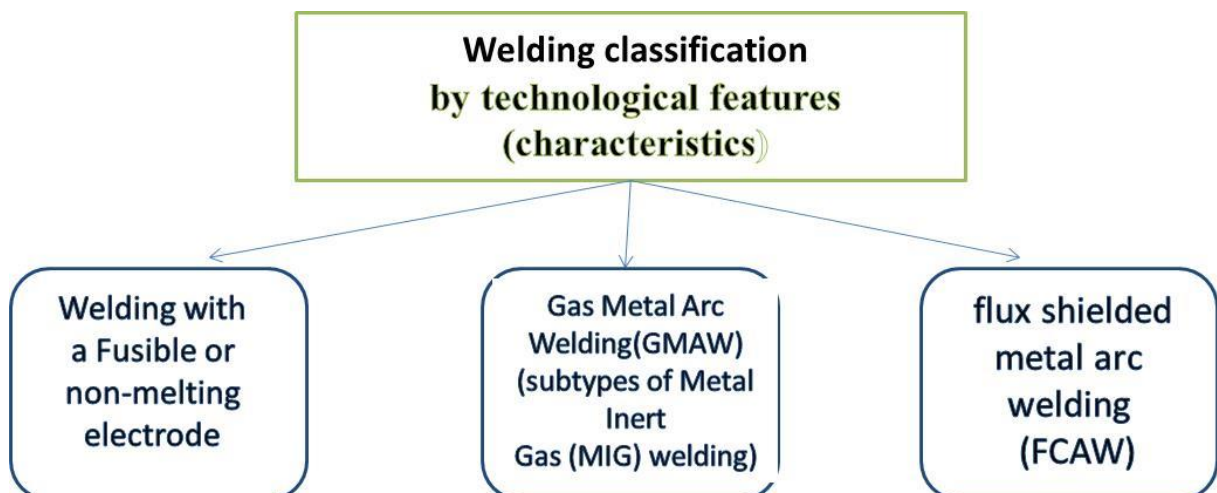 Welding classification
by technological features
(characteristics)
Welding with
a Fusible or
non-melting
electrode
Gas Metal Arc
Welding(GMAW)
(subtypes of Metal
Inert
Gas (MIG) welding)
flux shielded
metal arc
welding
(FCAW)